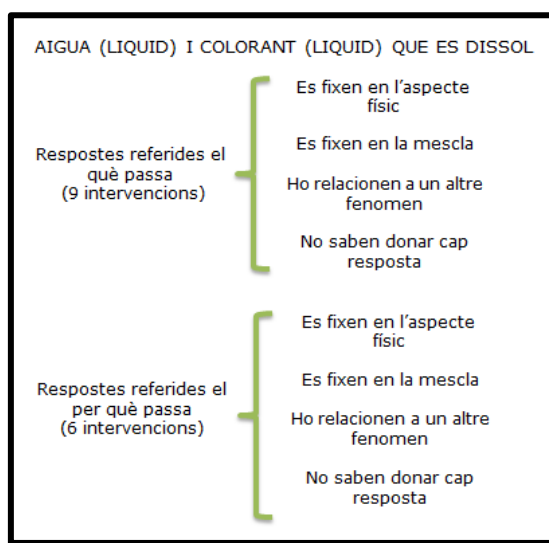 AIGUA (LIQUID) I COLORANT (LIQUID) QUE ES DISSOL
Respostes referides el
què passa
(9 intervencions)
Es fixen en l'aspecte
físic
Es fixen en la mescla
Ho relacionen a un altre
fenomen
No saben donar cap
resposta
Respostes referides el
per què passa
(6 intervencions)
Es fixen en l'aspecte
físic
Es fixen en la mescla
Ho relacionen a un altre
fenomen
No saben donar cap
resposta